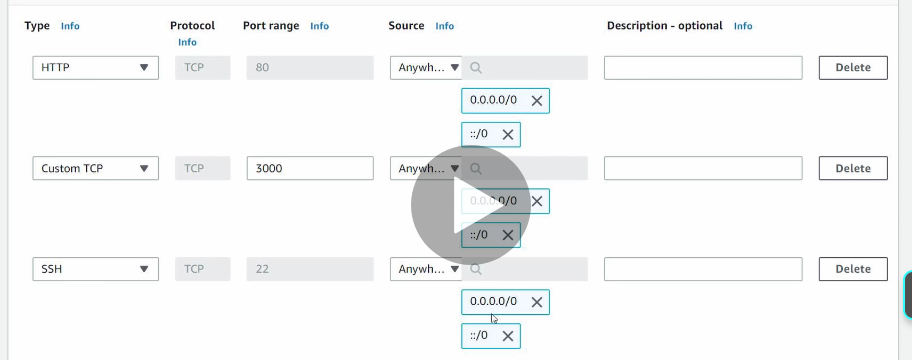 Type Info Protocol Info Port range Info Source Info Description - optional Info
HTTP TCP 80 Anywh... Delete
0.0.0.0/0
::/0
Custom TCP TCP 3000 Anywh... Delete
0.0.0.0/0
::/0
SSH TCP 22 Anywh... Delete
0.0.0.0/0
::/0